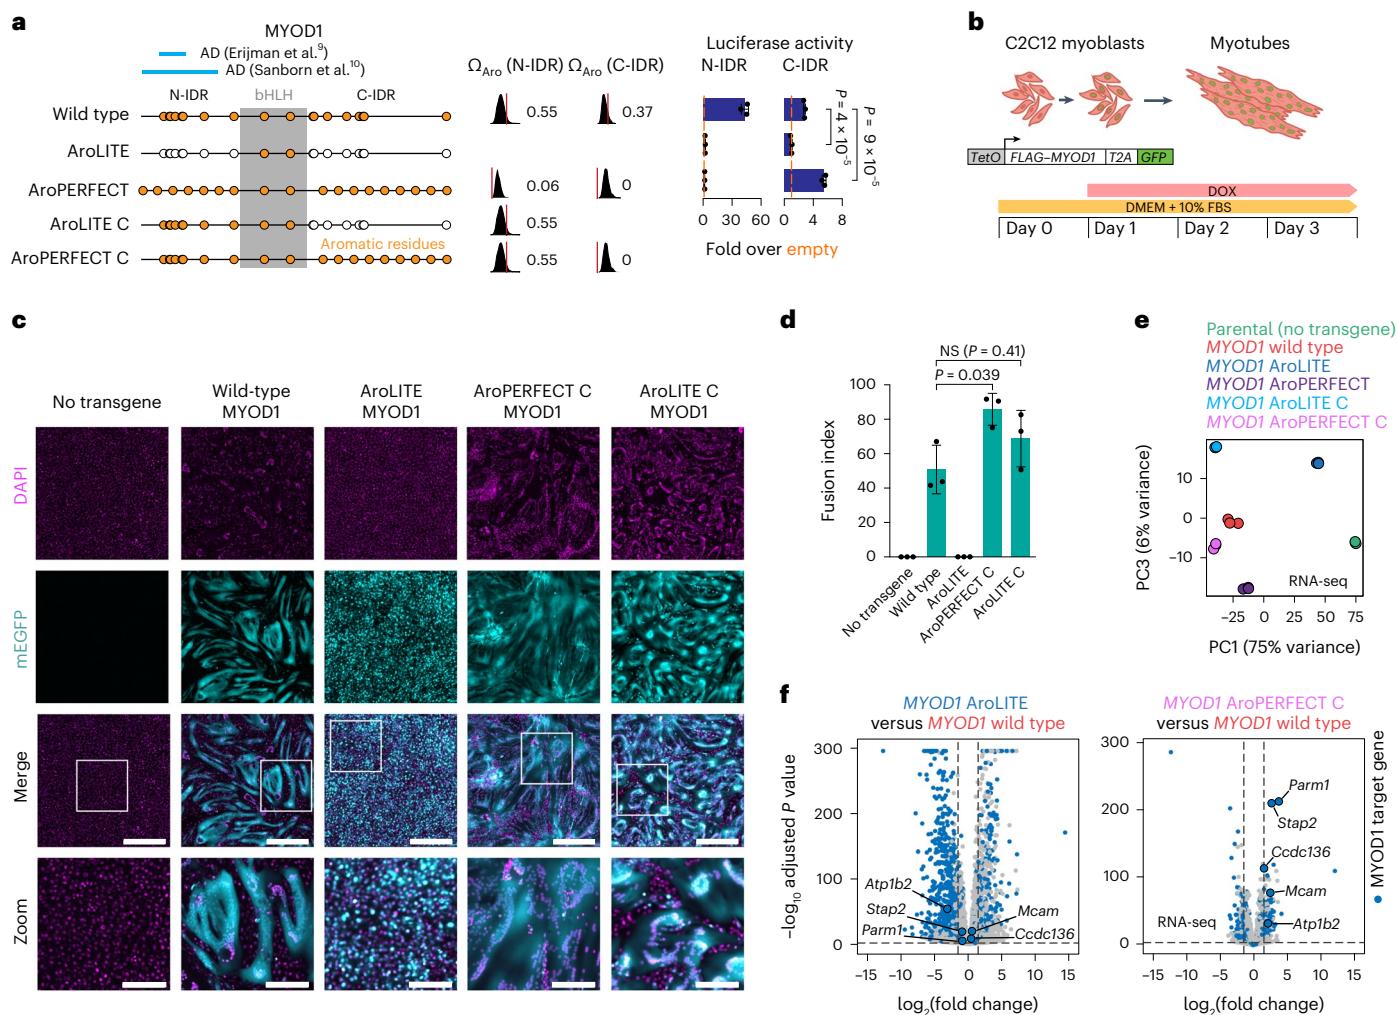 a
MYOD1
AD (Erijman et al.9)
AD (Sanborn et al.10)
N-IDR
bHLH
C-IDR
Wild type
AroLITE
AroPERFECT
AroLITE C
AroPERFECT C
Aromatic residues
ΩAro (N-IDR)
ΩAro (C-IDR)
0.55
0.37
0.06
0
0.55
0.55
0
Luciferase activity
N-IDR
C-IDR
P = 4 × 10−5
P = 9 × 10−5
0
30
60
0
4
8
Fold over empty
b
C2C12 myoblasts
Myotubes
TetO
FLAG–MYOD1
T2A
GFP
DOX
DMEM + 10% FBS
Day 0
Day 1
Day 2
Day 3
c
No transgene
Wild-type MYOD1
AroLITE MYOD1
AroPERFECT C MYOD1
AroLITE C MYOD1
DAPI
mEGFP
Merge
Zoom
d
NS (P = 0.41)
P = 0.039
Fusion index
100
80
60
40
20
0
No transgene
Wild type
AroLITE
AroPERFECT C
AroLITE C
e
Parental (no transgene)
MYOD1 wild type
MYOD1 AroLITE
MYOD1 AroPERFECT
MYOD1 AroLITE C
MYOD1 AroPERFECT C
PC3 (6% variance)
10
0
−10
RNA-seq
−25
0
25
50
75
PC1 (75% variance)
f
MYOD1 AroLITE
versus MYOD1 wild type
−log10 adjusted P value
300
200
100
0
Atp1b2
Stap2
Parm1
Mcam
Ccdc136
−15
−10
−5
0
5
10
15
log2(fold change)
MYOD1 AroPERFECT C
versus MYOD1 wild type
300
200
100
0
Parm1
Stap2
Ccdc136
Mcam
Atp1b2
RNA-seq
−15
−10
−5
0
5
10
15
log2(fold change)
MYOD1 target gene